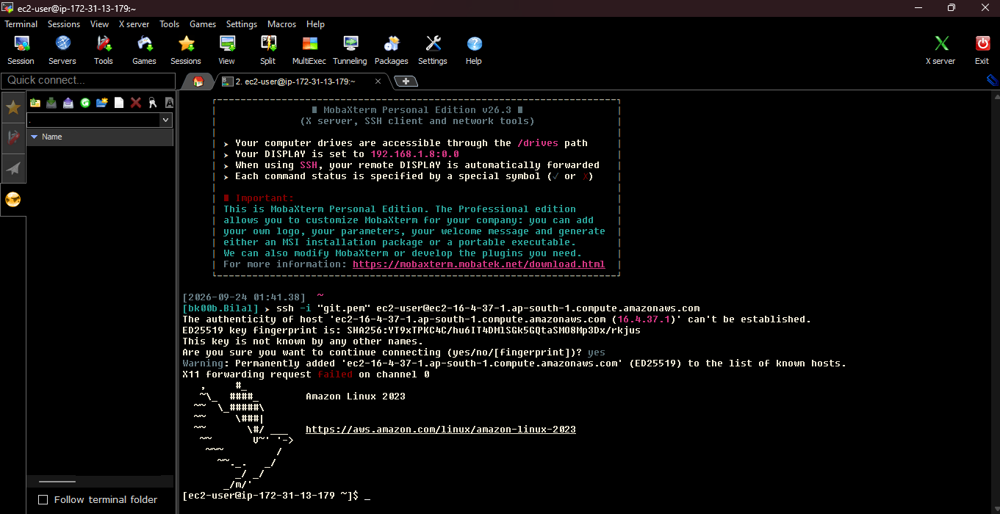 ec2-user@ip-172-31-13-179:~
Terminal Sessions View X server Tools Games Settings Macros Help
Session Servers Tools Games Sessions View Split MultiExec Tunneling Packages Settings Help X server Exit
Quick connect...
2. ec2-user@ip-172-31-13-179:~
.
Name
MobaXterm Personal Edition v26.3
(X server, SSH client and network tools)
➤ Your computer drives are accessible through the /drives path
➤ Your DISPLAY is set to 192.168.1.8:0.0
➤ When using SSH, your remote DISPLAY is automatically forwarded
➤ Each command status is specified by a special symbol (✓ or ✗)
Important:
This is MobaXterm Personal Edition. The Professional edition
allows you to customize MobaXterm for your company: you can add
your own logo, your parameters, your welcome message and generate
either an MSI installation package or a portable executable.
We can also modify MobaXterm or develop the plugins you need.
For more information: https://mobaxterm.mobatek.net/download.html
[2026-09-24 01:41.38] ~
[bk00b.Bilal] ➤ ssh -i "git.pem" ec2-user@ec2-16-4-37-1.ap-south-1.compute.amazonaws.com
The authenticity of host 'ec2-16-4-37-1.ap-south-1.compute.amazonaws.com (16.4.37.1)' can't be established.
ED25519 key fingerprint is: SHA256:YT9xTPKC4C/hu6IT4DMlSGk5GQtaSMO8Mp3Dx/rkjus
This key is not known by any other names.
Are you sure you want to continue connecting (yes/no/[fingerprint])? yes
Warning: Permanently added 'ec2-16-4-37-1.ap-south-1.compute.amazonaws.com' (ED25519) to the list of known hosts.
X11 forwarding request failed on channel 0
   ,     #_
   ~\_  ####_        Amazon Linux 2023
  ~~  \_#####\
  ~~     \###|
  ~~       \#/ ___   https://aws.amazon.com/linux/amazon-linux-2023
   ~~       V~' '->
    ~~~         /
      ~~._.   _/
         _/ _/
       _/m/'
[ec2-user@ip-172-31-13-179 ~]$ _
Follow terminal folder